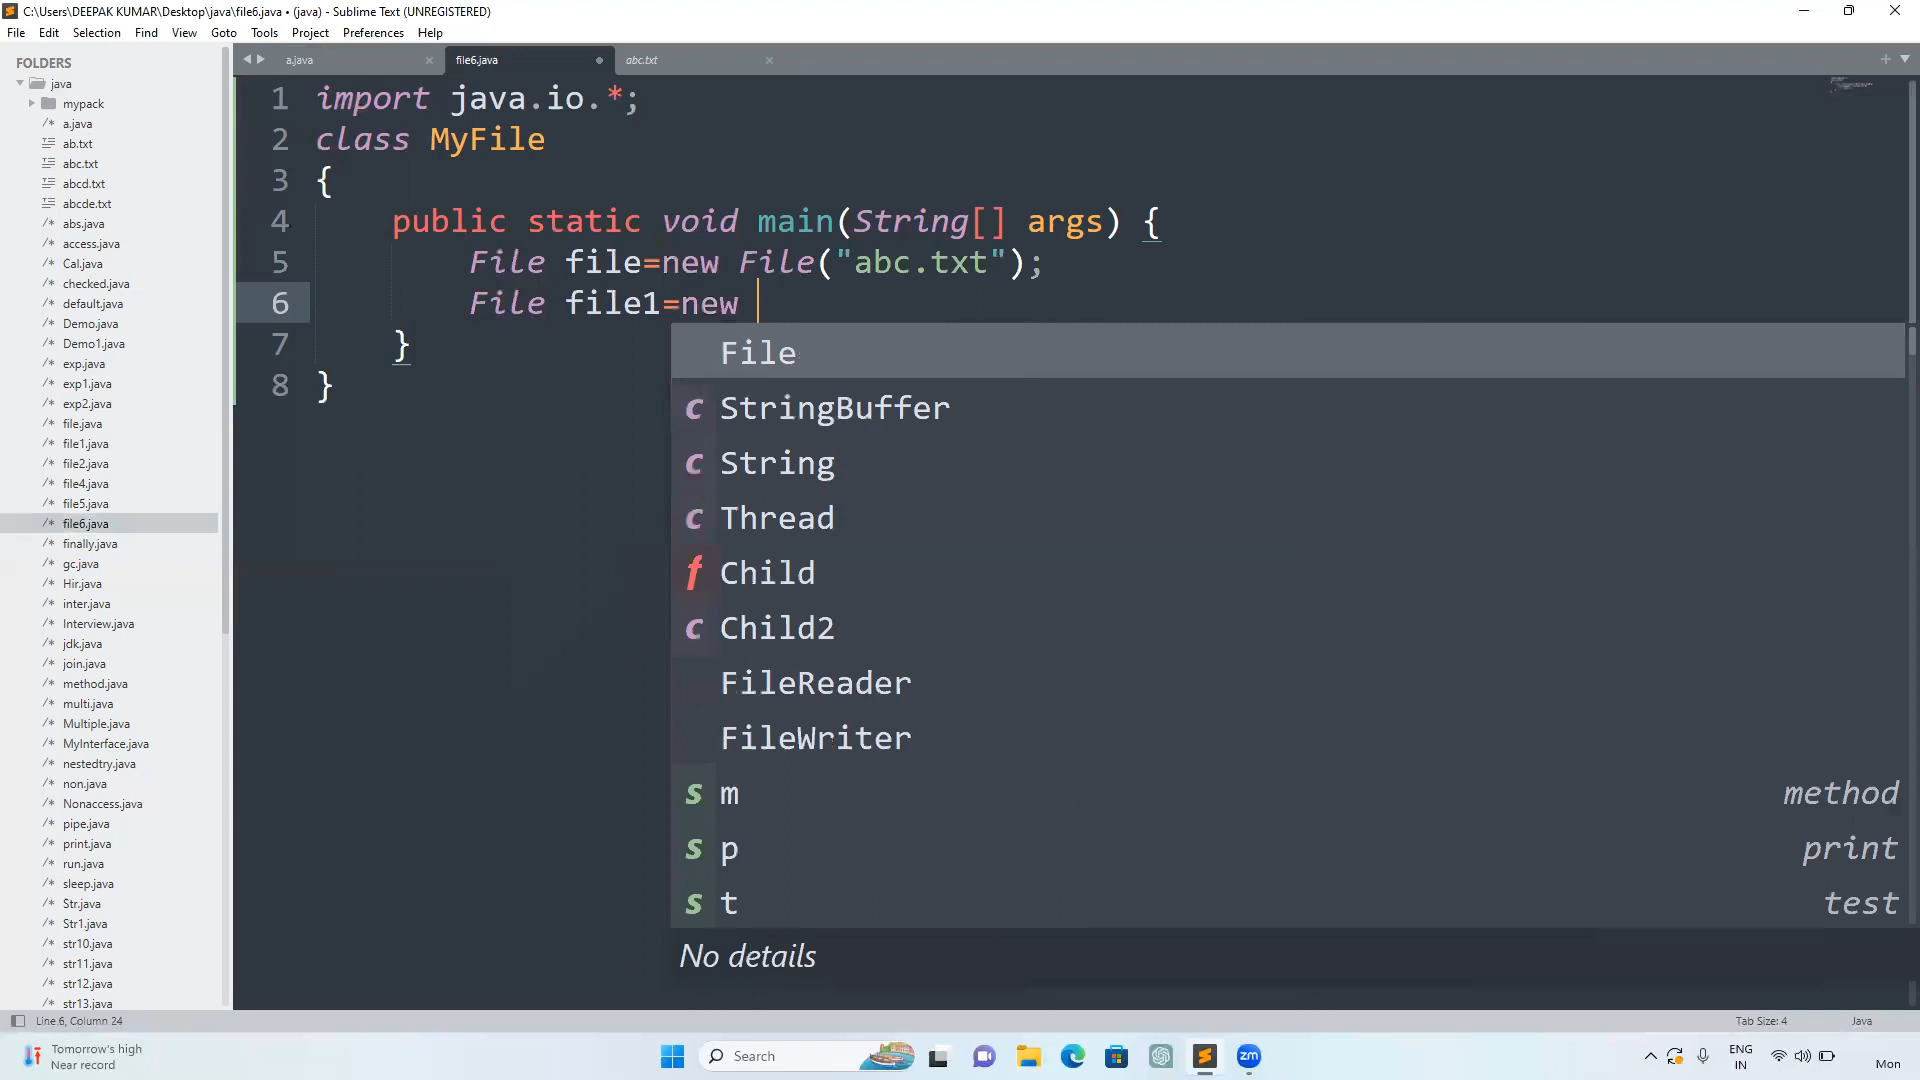 C:\Users\DEEPAK KUMAR\Desktop\java\file6.java • (java) - Sublime Text (UNREGISTERED)
File Edit Selection Find View Goto Tools Project Preferences Help
FOLDERS
java
mypack
a.java
ab.txt
abc.txt
abcd.txt
abcde.txt
abs.java
access.java
Cal.java
checked.java
default.java
Demo.java
Demo1.java
exp.java
exp1.java
exp2.java
file.java
file1.java
file2.java
file4.java
file5.java
file6.java
finally.java
gc.java
Hir.java
inter.java
Interview.java
jdk.java
join.java
method.java
multi.java
Multiple.java
MyInterface.java
nestedtry.java
non.java
Nonaccess.java
pipe.java
print.java
run.java
sleep.java
Str.java
Str1.java
str10.java
str11.java
str12.java
str13.java
a.java file6.java abc.txt
1 import java.io.*;
2 class MyFile
3 {
4 public static void main(String[] args) {
5 File file=new File("abc.txt");
6 File file1=new
7 }
8 }
File
c StringBuffer
c String
c Thread
f Child
c Child2
FileReader
FileWriter
s m method
s p print
s t test
No details
Line 6, Column 24 Tab Size: 4 Java
Tomorrow's high
Near record
Search
zm
ENG
IN
Mon